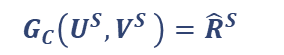 G_C(U^S, V^S) = R̂^S